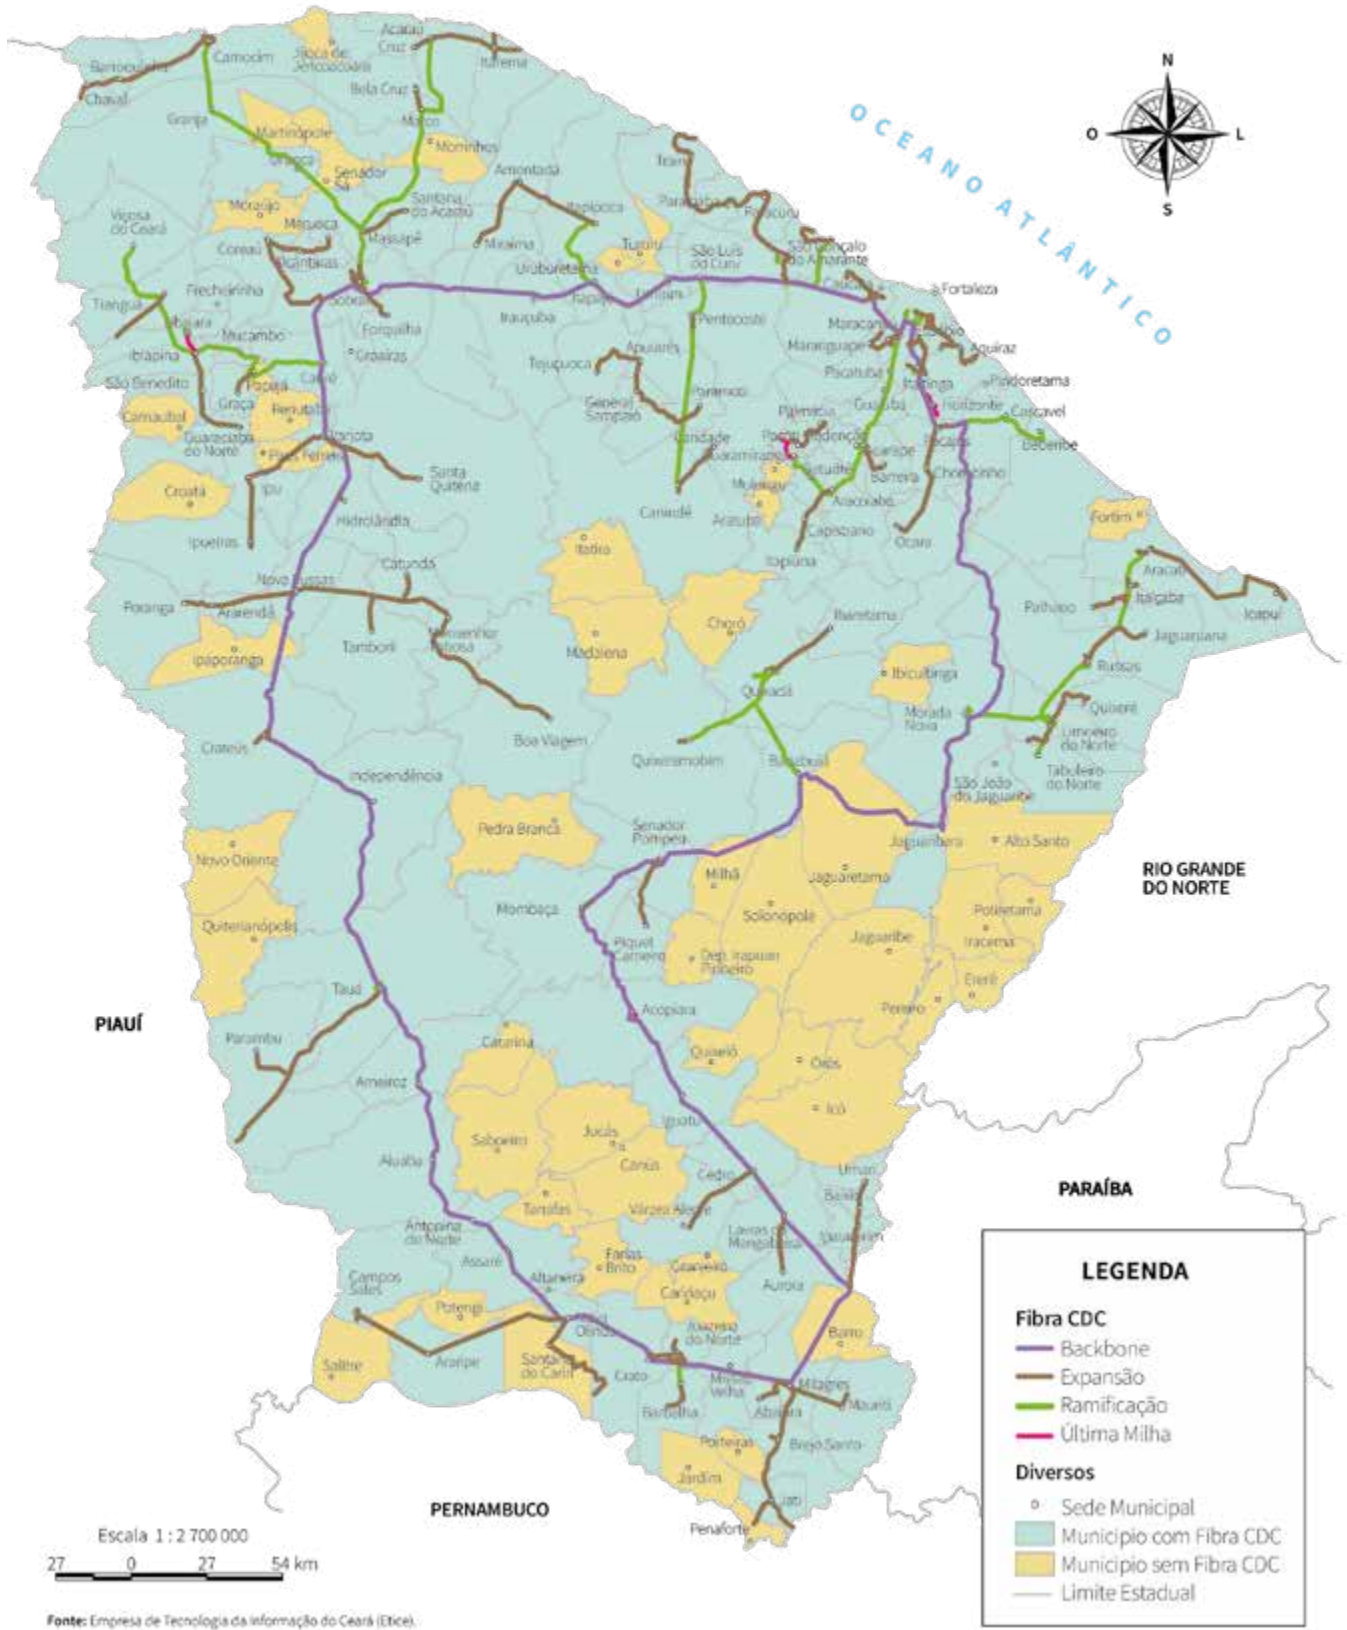 Acaraú
Cruz
Itarema
Camocim
Jijoca de
Jericoacoara
Barroquinha
Chaval
Bela Cruz
Granja
Marco
Martinópole
Morrinhos
Uruoca
Senador
Sá
Amontada
Trairi
Moraújo
Santana
do Acaraú
Itapipoca
Paraipaba
Paracuru
Viçosa
do Ceará
Meruoca
Massapê
Miraíma
Tururu
São Luís
do Curu
São Gonçalo
do Amarante
Coreaú
Alcântaras
Uruburetama
Tianguá
Frecheirinha
Sobral
Itapajé
Umirim
Caucaia
Fortaleza
OCEANO ATLÂNTICO
N
O
L
S
Ubajara
Mucambo
Forquilha
Irauçuba
Pentecoste
Maracanaú
Eusébio
Ibiapina
Groaíras
Apuiarés
Maranguape
Aquiraz
São Benedito
Pacujá
Cariré
Tejuçuoca
Pacatuba
Itaitinga
Pindoretama
Carnaubal
Graça
Reriutaba
General
Sampaio
Paramoti
Palmácia
Guaiúba
Horizonte
Cascavel
Guaraciaba
do Norte
Varjota
Caridade
Pacoti
Redenção
Pacajus
Beberibe
Pires Ferreira
Guaramiranga
Acarape
Croatá
Ipu
Santa
Quitéria
Mulungu
Baturité
Barreira
Chorozinho
Hidrolândia
Canindé
Aratuba
Aracoiaba
Fortim
Ipueiras
Capistrano
Ocara
Itatira
Itapiúna
Catunda
Nova Russas
Aracati
Poranga
Ararendá
Itaiçaba
Icapuí
Palhano
Choró
Ibaretama
Tamboril
Monsenhor
Tabosa
Madalena
Jaguaruana
Ipaporanga
Ibicuitinga
Russas
Quixadá
Quixeré
Morada
Nova
Crateús
Boa Viagem
Quixeramobim
Banabuiú
Limoeiro
do Norte
Independência
São João
do Jaguaribe
Tabuleiro
do Norte
Pedra Branca
Senador
Pompeu
Jaguaribara
Alto Santo
Novo Oriente
Milhã
Jaguaretama
RIO GRANDE
DO NORTE
Mombaça
Solonópole
Potiretama
Quiterianópolis
Piquet
Carneiro
Jaguaribe
Iracema
Dep. Irapuan
Pinheiro
Ererê
Tauá
Pereiro
PIAUÍ
Acopiara
Parambu
Catarina
Quixelô
Orós
Arneiroz
Icó
Iguatu
Saboeiro
Jucás
Cariús
Aiuaba
Cedro
Umari
Baixio
PARAÍBA
Tarrafas
Várzea Alegre
Antonina
do Norte
Lavras da
Mangabeira
Ipaumirim
Assaré
Farias
Brito
Granjeiro
Campos
Sales
Altaneira
Caririaçu
Aurora
Potengi
Nova
Olinda
Juazeiro
do Norte
Barro
Salitre
Araripe
Santana
do Cariri
Crato
Missão
Velha
Milagres
Mauriti
Barbalha
Abaiara
Porteiras
Brejo Santo
Jardim
Jati
Penaforte
PERNAMBUCO
Escala 1 : 2 700 000
27 0 27 54 km
Fonte: Empresa de Tecnologia da Informação do Ceará (Etice).
LEGENDA
Fibra CDC
Backbone
Expansão
Ramificação
Última Milha
Diversos
Sede Municipal
Município com Fibra CDC
Município sem Fibra CDC
Limite Estadual